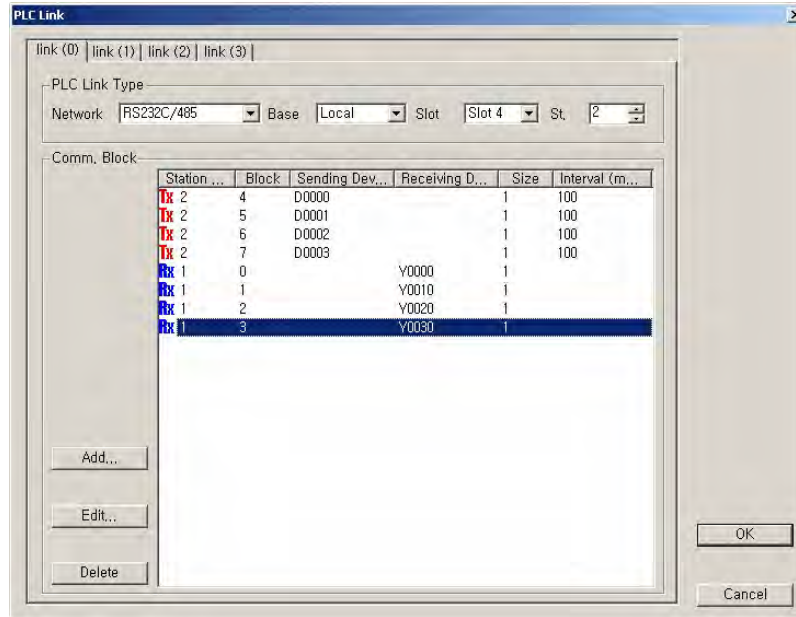 PLC Link
link (0) link (1) link (2) link (3)
PLC Link Type
Network RS232C/485 Base Local Slot Slot 4 St. 2
Comm. Block
Station ... Block Sending Dev... Receiving D... Size Interval (m...
Tx 2 4 D0000 1 100
Tx 2 5 D0001 1 100
Tx 2 6 D0002 1 100
Tx 2 7 D0003 1 100
Rx 1 0 Y0000 1
Rx 1 1 Y0010 1
Rx 1 2 Y0020 1
Rx 1 3 Y0030 1
Add...
Edit...
Delete
OK
Cancel